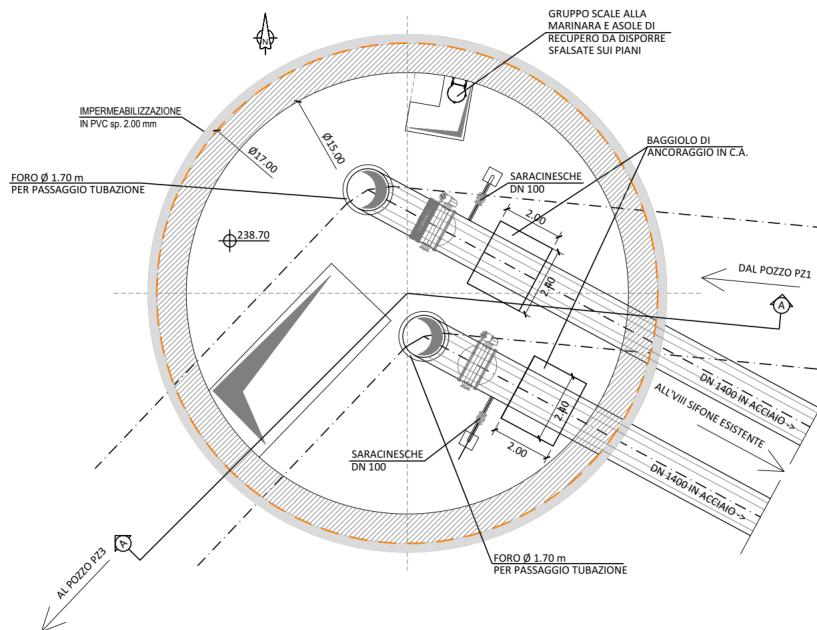 GRUPPO SCALE ALLA
MARINARA E ASOLE DI
RECUPERO DA DISPORRE
SFALSATE SUI PIANI
N
IMPERMEABILIZZAZIONE
IN PVC sp. 2.00 mm
Ø17.00
Ø15.00
BAGGIOLO DI
ANCORAGGIO IN C.A.
FORO Ø 1.70 m
PER PASSAGGIO TUBAZIONE
SARACINESCHE
DN 100
2.00
238.70
2.40
DAL POZZO PZ1
A
DN 1400 IN ACCIAIO ->
ALL'VIII SIFONE ESISTENTE
2.40
2.00
SARACINESCHE
DN 100
DN 1400 IN ACCIAIO ->
A
AL POZZO PZ3
FORO Ø 1.70 m
PER PASSAGGIO TUBAZIONE